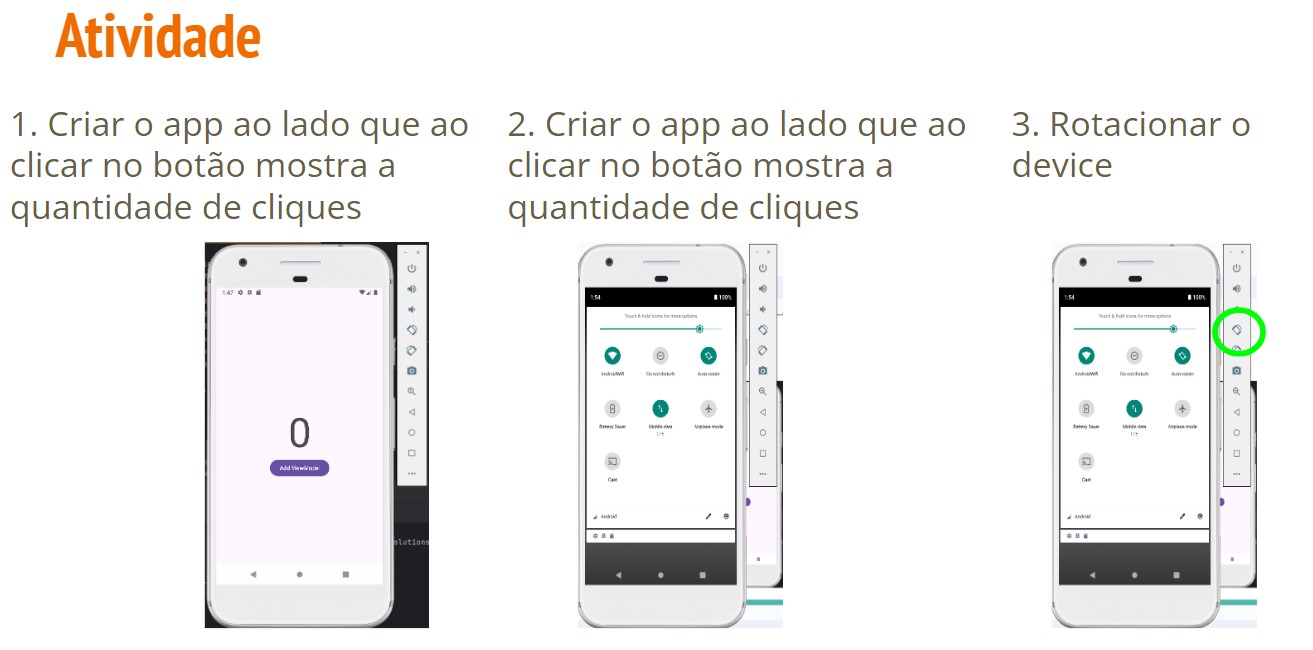 Atividade
1. Criar o app ao lado que ao
clicar no botão mostra a
quantidade de cliques
2. Criar o app ao lado que ao
clicar no botão mostra a
quantidade de cliques
3. Rotacionar o
device
1:47
0
Add ViewModel
olutions
1:54
100%
Touch & hold icons for more options
AndroidWifi
Do not disturb
Auto-rotate
Battery Saver
Mobile data
LTE
Airplane mode
Cast
Android
1:54
100%
Touch & hold icons for more options
AndroidWifi
Do not disturb
Auto-rotate
Battery Saver
Mobile data
LTE
Airplane mode
Cast
Android